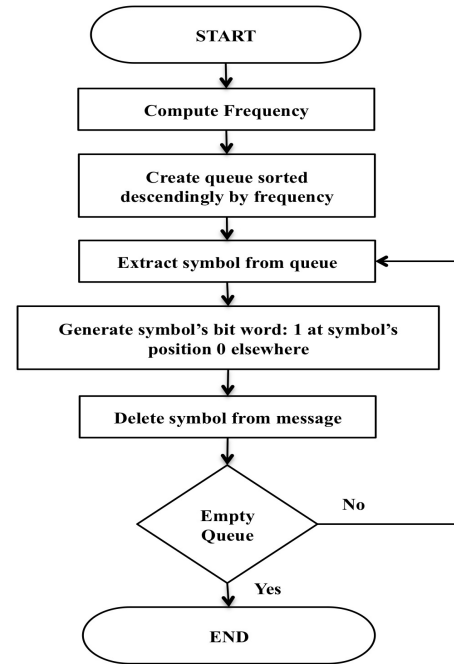 START
Compute Frequency
Create queue sorted
descendingly by frequency
Extract symbol from queue
Generate symbol’s bit word: 1 at symbol’s
position 0 elsewhere
Delete symbol from message
Empty
Queue
No
Yes
END